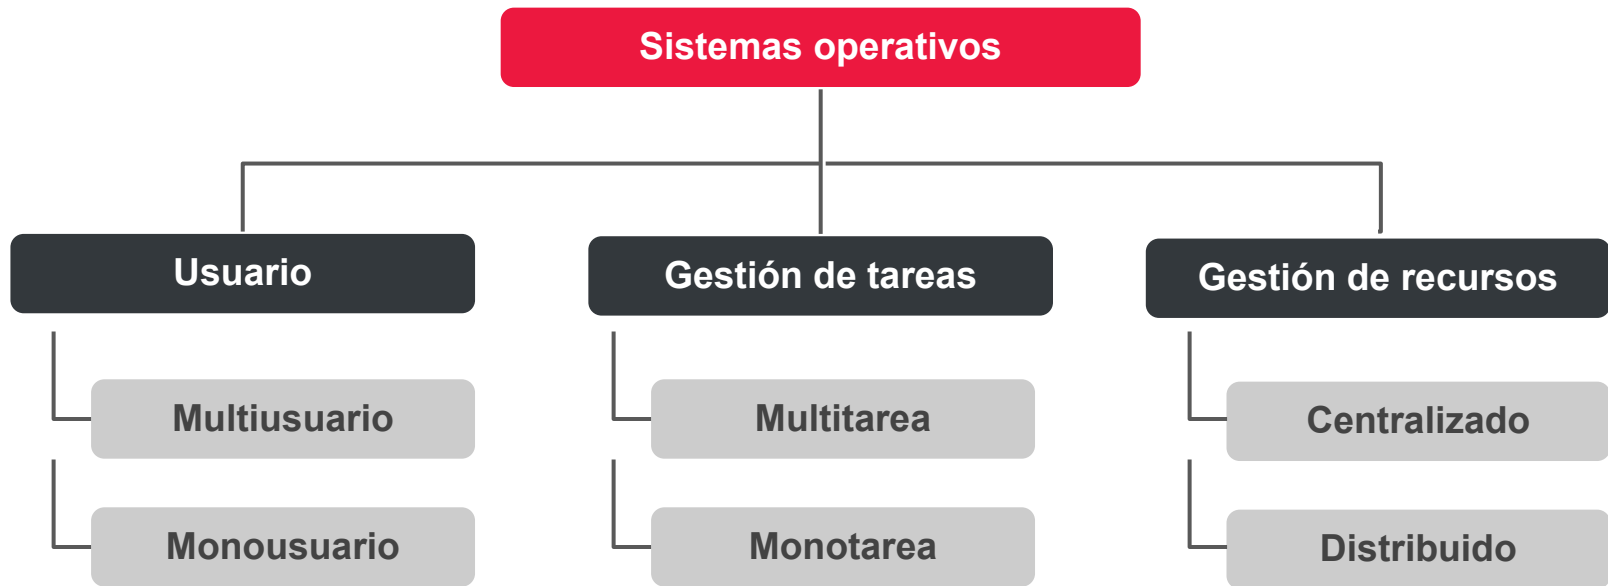 Sistemas operativos
Usuario
Gestión de tareas
Gestión de recursos
Multiusuario
Multitarea
Centralizado
Monousuario
Monotarea
Distribuido